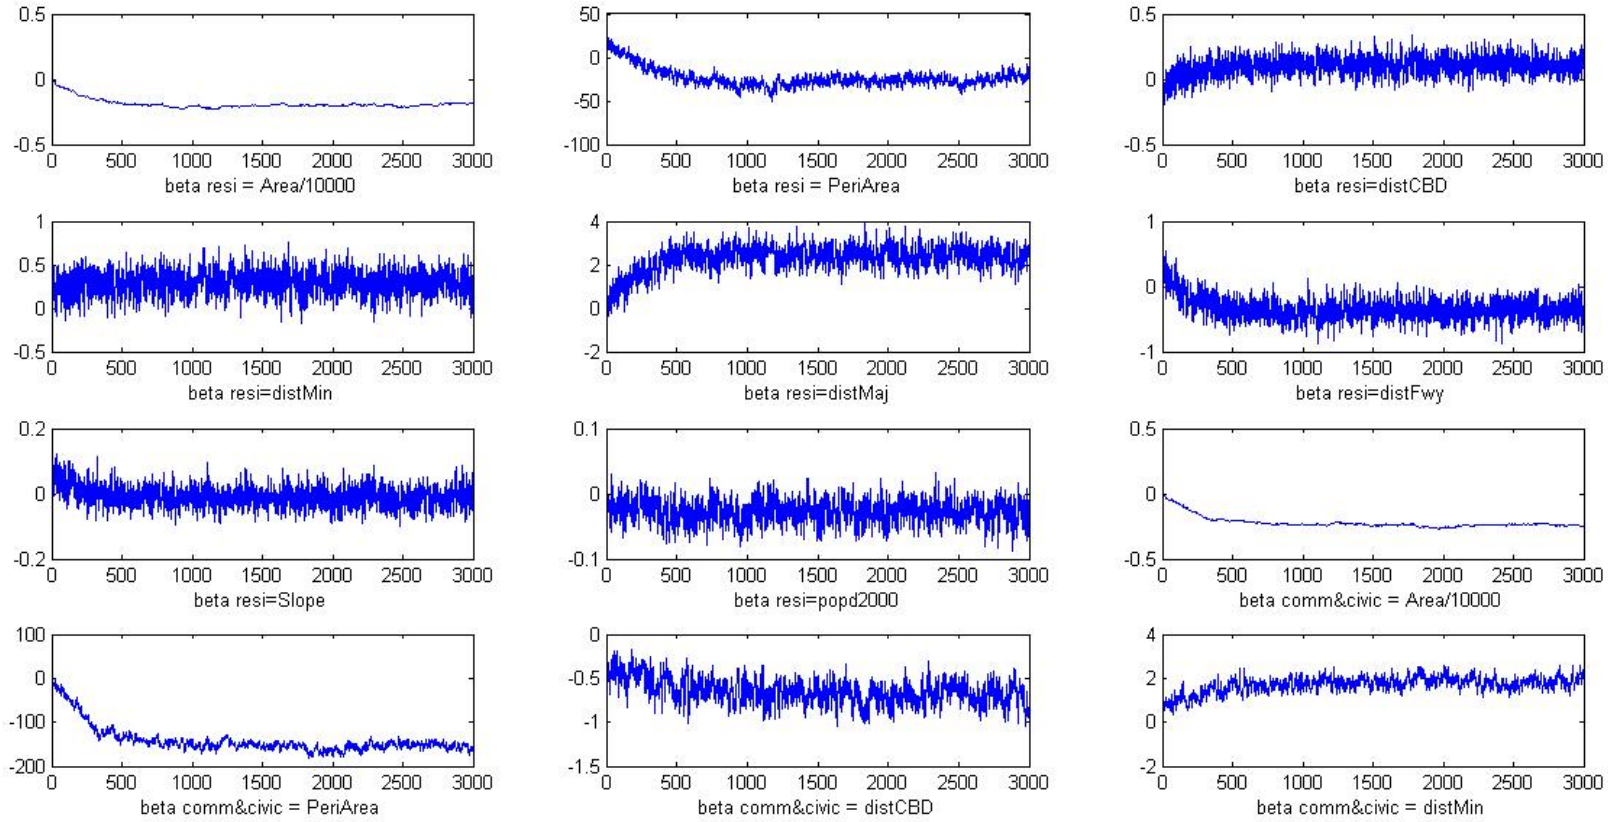 0.5
0
-0.5
0 500 1000 1500 2000 2500 3000
beta resi = Area/10000
50
0
-50
-100
0 500 1000 1500 2000 2500 3000
beta resi = PeriArea
0.5
0
-0.5
0 500 1000 1500 2000 2500 3000
beta resi=distCBD
1
0.5
0
-0.5
0 500 1000 1500 2000 2500 3000
beta resi=distMin
4
2
0
-2
0 500 1000 1500 2000 2500 3000
beta resi=distMaj
1
0
-1
0 500 1000 1500 2000 2500 3000
beta resi=distFwy
0.2
0
-0.2
0 500 1000 1500 2000 2500 3000
beta resi=Slope
0.1
0
-0.1
0 500 1000 1500 2000 2500 3000
beta resi=popd2000
0.5
0
-0.5
0 500 1000 1500 2000 2500 3000
beta comm&civic = Area/10000
100
0
-100
-200
0 500 1000 1500 2000 2500 3000
beta comm&civic = PeriArea
0
-0.5
-1
-1.5
0 500 1000 1500 2000 2500 3000
beta comm&civic = distCBD
4
2
0
-2
0 500 1000 1500 2000 2500 3000
beta comm&civic = distMin